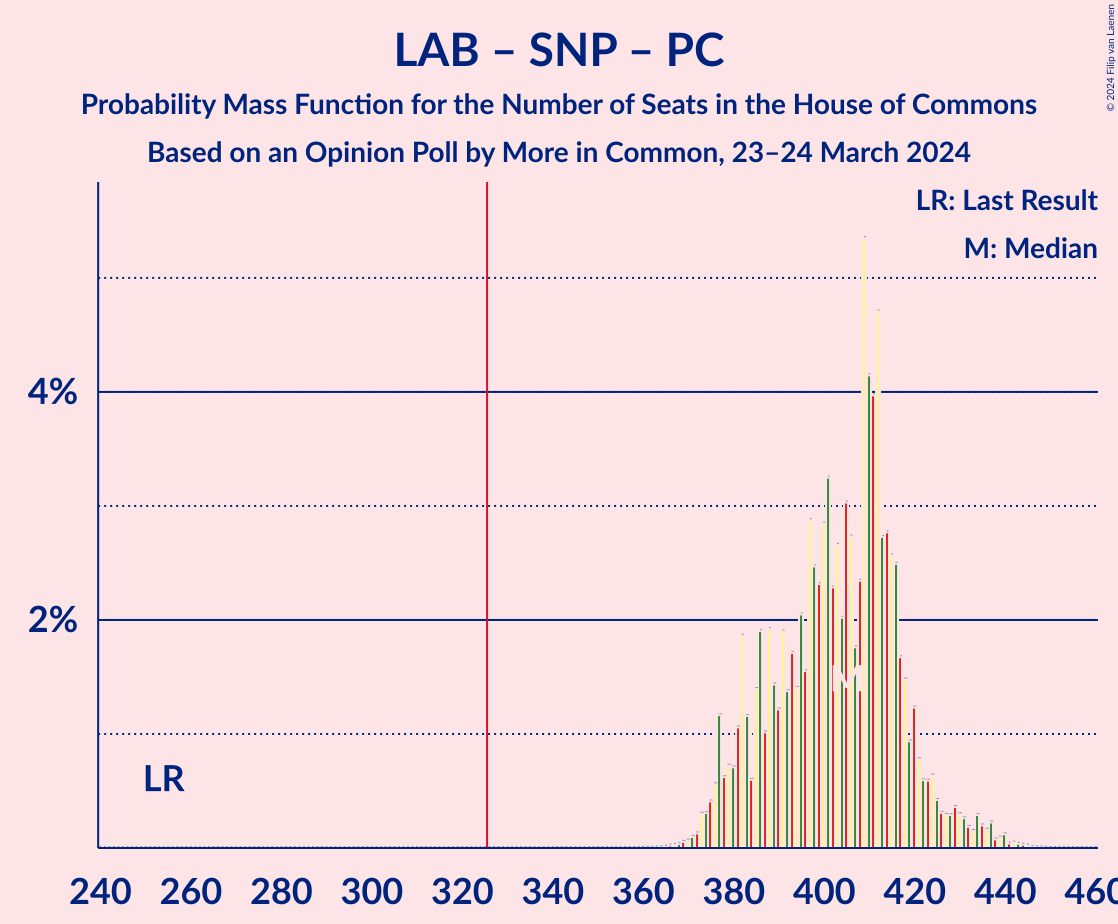 LAB – SNP – PC
Probability Mass Function for the Number of Seats in the House of Commons
Based on an Opinion Poll by More in Common, 23–24 March 2024
© 2024 Filip van Laenen
LR: Last Result
M: Median
4%
2%
LR
M
240 260 280 300 320 340 360 380 400 420 440 460